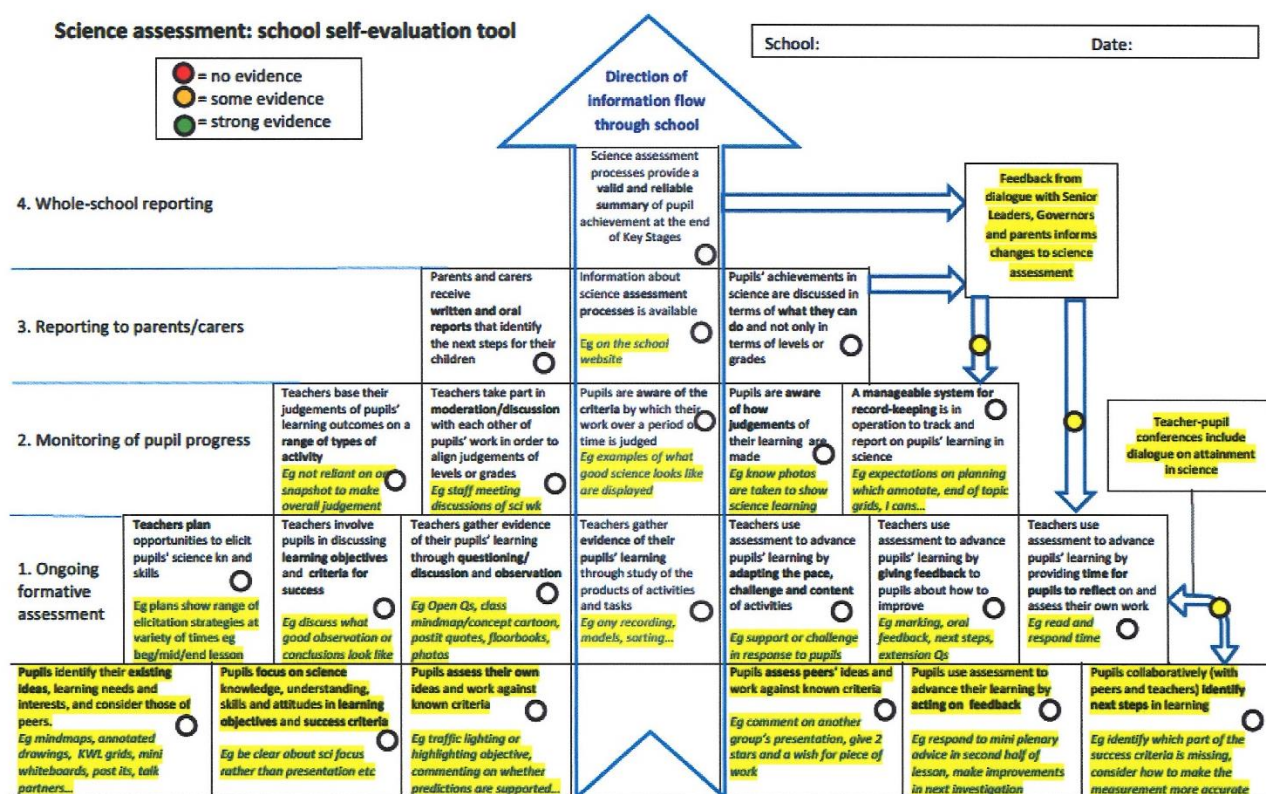 Science assessment: school self-evaluation tool
School: Date:
= no evidence
= some evidence
= strong evidence
Direction of
information flow
through school
4. Whole-school reporting
Science assessment
processes provide a
valid and reliable
summary of pupil
achievement at the end
of Key Stages
Feedback from
dialogue with Senior
Leaders, Governors
and parents informs
changes to science
assessment
3. Reporting to parents/carers
Parents and carers
receive
written and oral
reports that identify
the next steps for their
children
Information about
science assessment
processes is available
Eg on the school
website
Pupils' achievements in
science are discussed in
terms of what they can
do and not only in
terms of levels or
grades
2. Monitoring of pupil progress
Teachers base their
judgements of pupils'
learning outcomes on a
range of types of
activity
Eg not reliant on one
snapshot to make
overall judgement
Teachers take part in
moderation/discussion
with each other of
pupils' work in order to
align judgements of
levels or grades
Eg staff meeting
discussions of sci wk
Pupils are aware of the
criteria by which their
work over a period of
time is judged
Eg examples of what
good science looks like
are displayed
Pupils are aware
of how
judgements of
their learning are
made
Eg know photos
are taken to show
science learning
A manageable system for
record-keeping is in
operation to track and
report on pupils' learning in
science
Eg expectations on planning
which annotate, end of topic
grids, I cans...
Teacher-pupil
conferences include
dialogue on attainment
in science
1. Ongoing
formative
assessment
Teachers plan
opportunities to elicit
pupils' science kn and
skills
Eg plans show range of
elicitation strategies at
variety of times eg
beg/mid/end lesson
Teachers involve
pupils in discussing
learning objectives
and criteria for
success
Eg discuss what
good observation or
conclusions look like
Teachers gather evidence
of their pupils' learning
through questioning/
discussion and observation
Eg Open Qs, class
mindmap/concept cartoon,
postit quotes, floorbooks,
photos
Teachers gather
evidence of their
pupils' learning
through study of the
products of activities
and tasks
Eg any recording,
models, sorting...
Teachers use
assessment to advance
pupils' learning by
adapting the pace,
challenge and content
of activities
Eg support or challenge
in response to pupils
Teachers use
assessment to advance
pupils' learning by
giving feedback to
pupils about how to
improve
Eg marking, oral
feedback, next steps,
extension Qs
Teachers use
assessment to advance
pupils' learning by
providing time for
pupils to reflect on and
assess their own work
Eg read and
respond time
Pupils identify their existing
ideas, learning needs and
interests, and consider those of
peers.
Eg mindmaps, annotated
drawings, KWL grids, mini
whiteboards, post its, talk
partners...
Pupils focus on science
knowledge, understanding,
skills and attitudes in learning
objectives and success criteria
Eg be clear about sci focus
rather than presentation etc
Pupils assess their own
ideas and work against
known criteria
Eg traffic lighting or
highlighting objective,
commenting on whether
predictions are supported...
Pupils assess peers' ideas and
work against known criteria
Eg comment on another
group's presentation, give 2
stars and a wish for piece of
work
Pupils use assessment to
advance their learning by
acting on feedback
Eg respond to mini plenary
advice in second half of
lesson, make improvements
in next investigation
Pupils collaboratively (with
peers and teachers) identify
next steps in learning
Eg identify which part of the
success criteria is missing,
consider how to make the
measurement more accurate